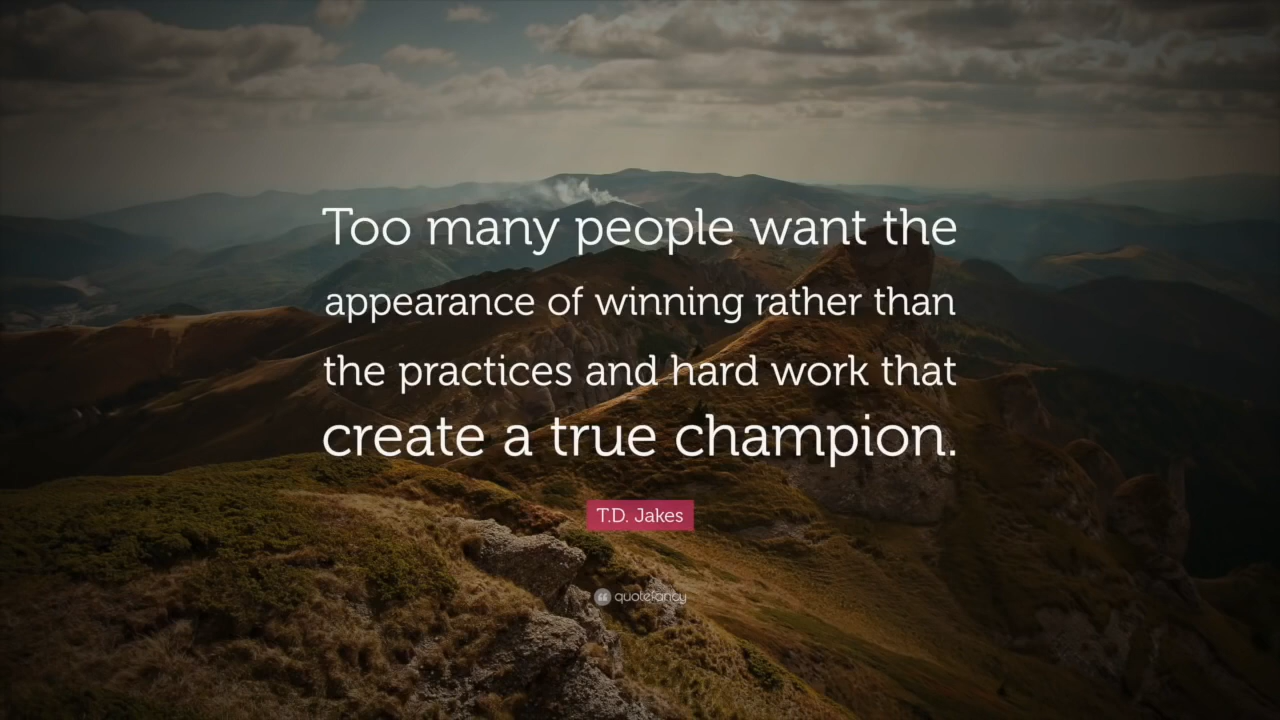 Too many people want the
appearance of winning rather than
the practices and hard work that
create a true champion.
T.D. Jakes
quotefancy